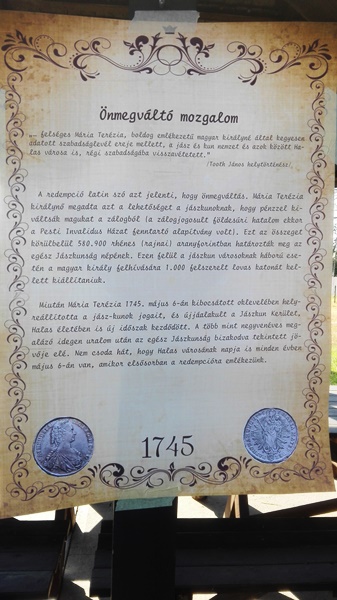 Önmegváltó mozgalom
„… felséges Mária Terézia, boldog emlékezetű magyar királyné által kegyesen
adatott szabadságlevél ereje mellett, a jász és kun nemzet és azok között Ha-
las városa is, régi szabadságába visszavétetett."
(Tooth János helytörténész)
A redempció latin szó azt jelenti, hogy önmegváltás. Mária Terézia
királynő megadta azt a lehetőséget a jászkunoknak, hogy pénzzel ki-
váltsák magukat a zálogból (a zálogjogosult földesúri hatalom ekkor
a Pesti Invalidus Házat fenntartó alapítvány volt). Ezt az összeget
körülbelül 580.900 rhénes (rajnai) aranyforintban határozták meg az
egész Jászkunság népének. Ezen felül a jászkun városoknak háború ese-
tén a magyar király felhívására 1.000 felszerelt lovas katonát kel-
lett kiállítaniuk.
Miután Mária Terézia 1745. május 6-án kibocsátott oklevelében hely-
reállította a jász-kunok jogait, és újjáalakult a Jászkun Kerület,
Halas életében is új időszak kezdődött. A több mint negyvenéves meg-
alázó idegen uralom után az egész Jászkunság bizakodva tekintett jö-
vője elé. Nem csoda hát, hogy Halas városának napja is minden évben
május 6-án van, amikor elsősorban a redempcióra emlékezünk.
1745